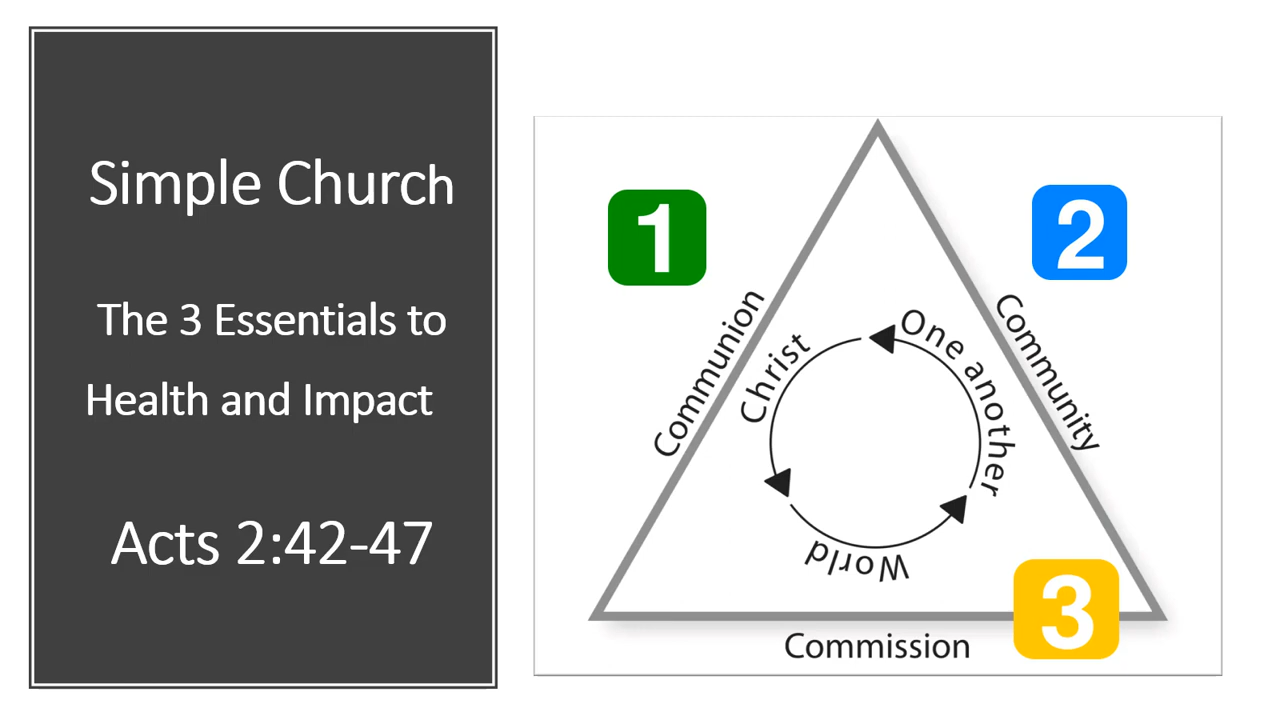 Simple Church
The 3 Essentials to
Health and Impact
Acts 2:42-47
1
2
Communion
Christ
One another
Community
World
3
Commission